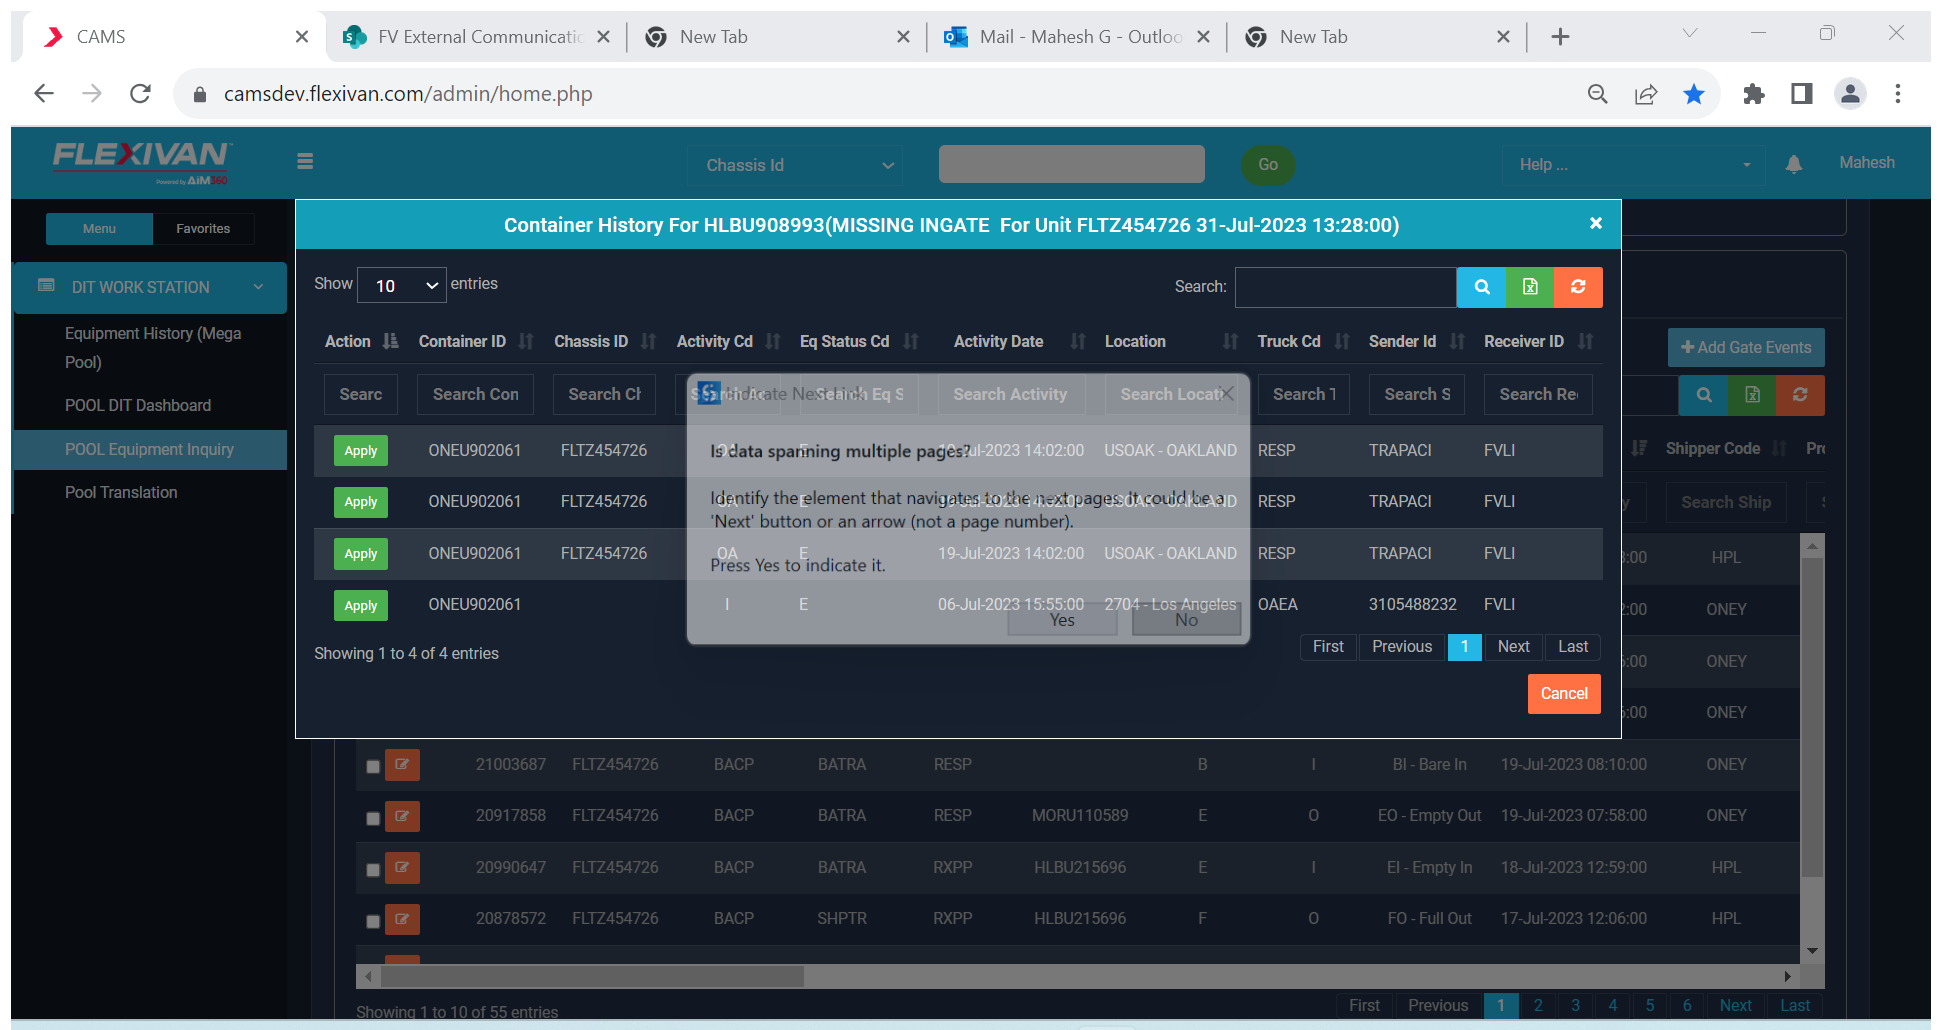 CAMS
FV External Communicatio
New Tab
Mail - Mahesh G - Outloo
New Tab
camsdev.flexivan.com/admin/home.php
FLEXIVAN
Powered by AiM360
Chassis Id
Go
Help ...
Mahesh
Menu
Favorites
DIT WORK STATION
Equipment History (Mega
Pool)
POOL DIT Dashboard
POOL Equipment Inquiry
Pool Translation
Container History For HLBU908993(MISSING INGATE For Unit FLTZ454726 31-Jul-2023 13:28:00)
Show 10 entries
Search:
Action Container ID Chassis ID Activity Cd Eq Status Cd Activity Date Location Truck Cd Sender Id Receiver ID
Searc Search Con Search Ch Search Ac Search Eq S Search Activity Search Locati Search T Search S Search Re
Apply ONEU902061 FLTZ454726 OA E 19-Jul-2023 14:02:00 USOAK - OAKLAND RESP TRAPACI FVLI
Apply ONEU902061 FLTZ454726 OA E 19-Jul-2023 14:02:00 USOAK - OAKLAND RESP TRAPACI FVLI
Apply ONEU902061 FLTZ454726 OA E 19-Jul-2023 14:02:00 USOAK - OAKLAND RESP TRAPACI FVLI
Apply ONEU902061 I E 06-Jul-2023 15:55:00 2704 - Los Angeles OAEA 3105488232 FVLI
Showing 1 to 4 of 4 entries
First Previous 1 Next Last
Cancel
Indicate Next Link
Is data spanning multiple pages?
Identify the element that navigates to the next pages. It could be a
'Next' button or an arrow (not a page number).
Press Yes to indicate it.
Yes
No
Add Gate Events
Shipper Code Pro
Search Ship
:00 HPL
:00 ONEY
:00 ONEY
:00 ONEY
21003687 FLTZ454726 BACP BATRA RESP B I BI - Bare In 19-Jul-2023 08:10:00 ONEY
20917858 FLTZ454726 BACP BATRA RESP MORU110589 E O EO - Empty Out 19-Jul-2023 07:58:00 ONEY
20990647 FLTZ454726 BACP BATRA RXPP HLBU215696 E I EI - Empty In 18-Jul-2023 12:59:00 HPL
20878572 FLTZ454726 BACP SHPTR RXPP HLBU215696 F O FO - Full Out 17-Jul-2023 12:06:00 HPL
Showing 1 to 10 of 55 entries
First Previous 1 2 3 4 5 6 Next Last